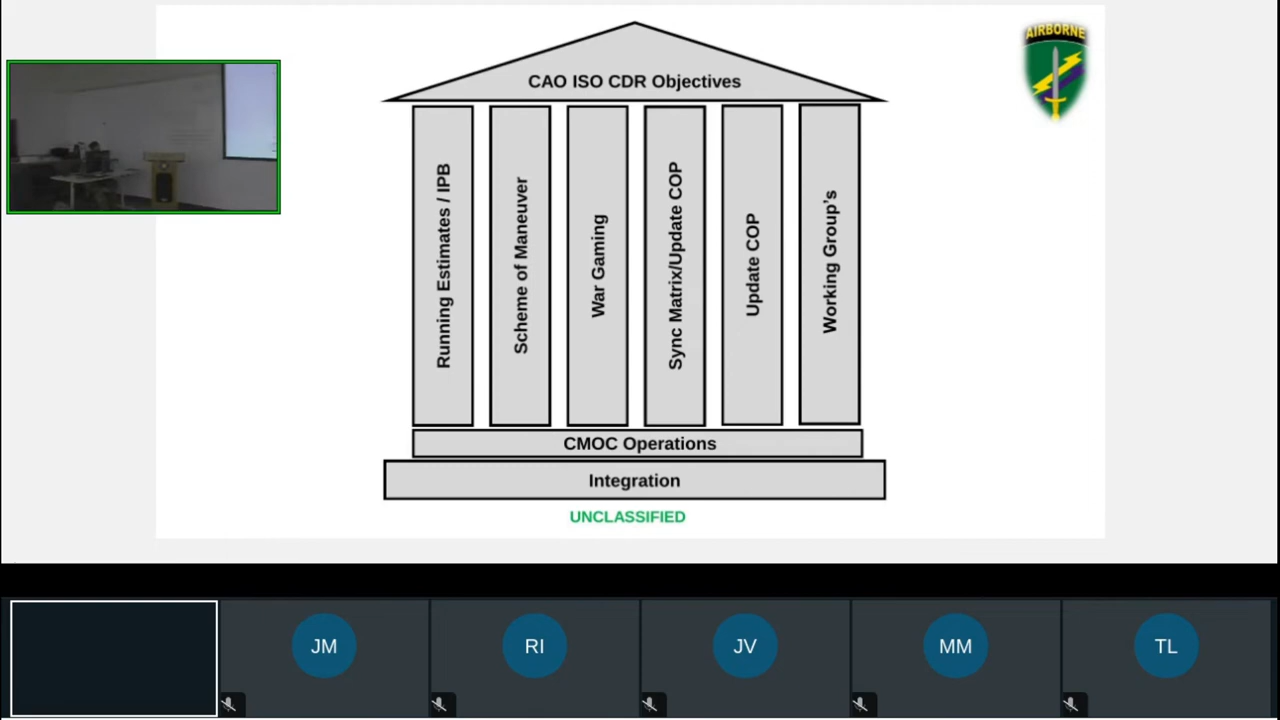 AIRBORNE
CAO ISO CDR Objectives
Running Estimates / IPB
Scheme of Maneuver
War Gaming
Sync Matrix/Update COP
Update COP
Working Group's
CMOC Operations
Integration
UNCLASSIFIED
JM
RI
JV
MM
TL